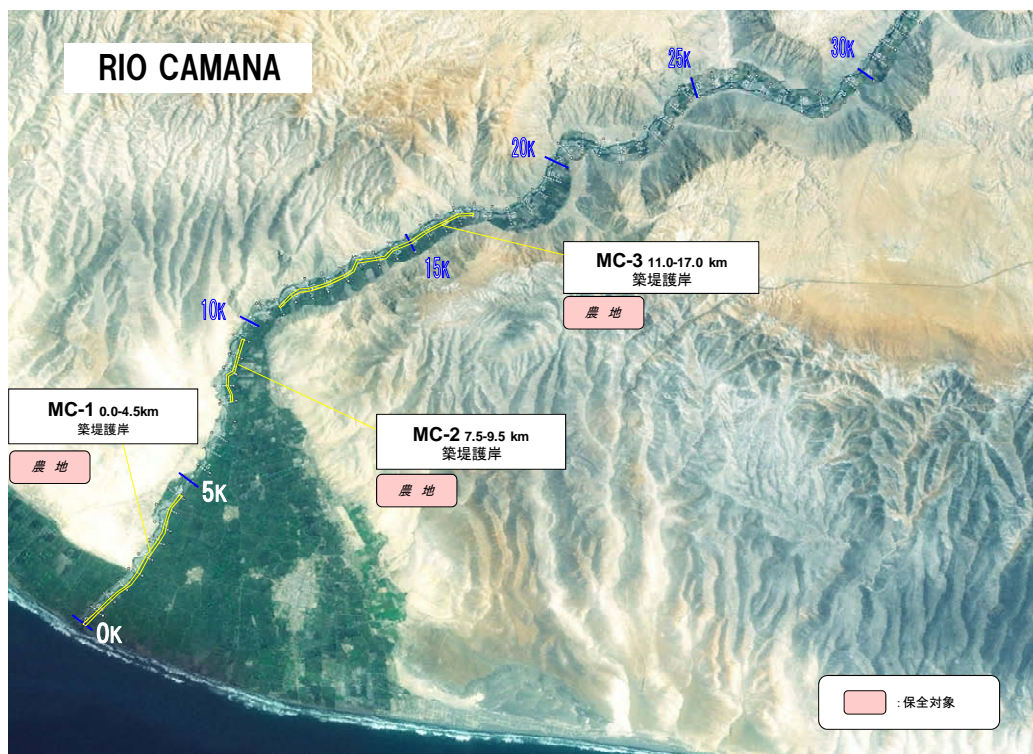 RIO CAMANA
30K
25K
20K
MC-3 11.0-17.0 km
築堤護岸
農 地
15K
10K
MC-1 0.0-4.5km
築堤護岸
農 地
MC-2 7.5-9.5 km
築堤護岸
農 地
5K
0K
:保全対象